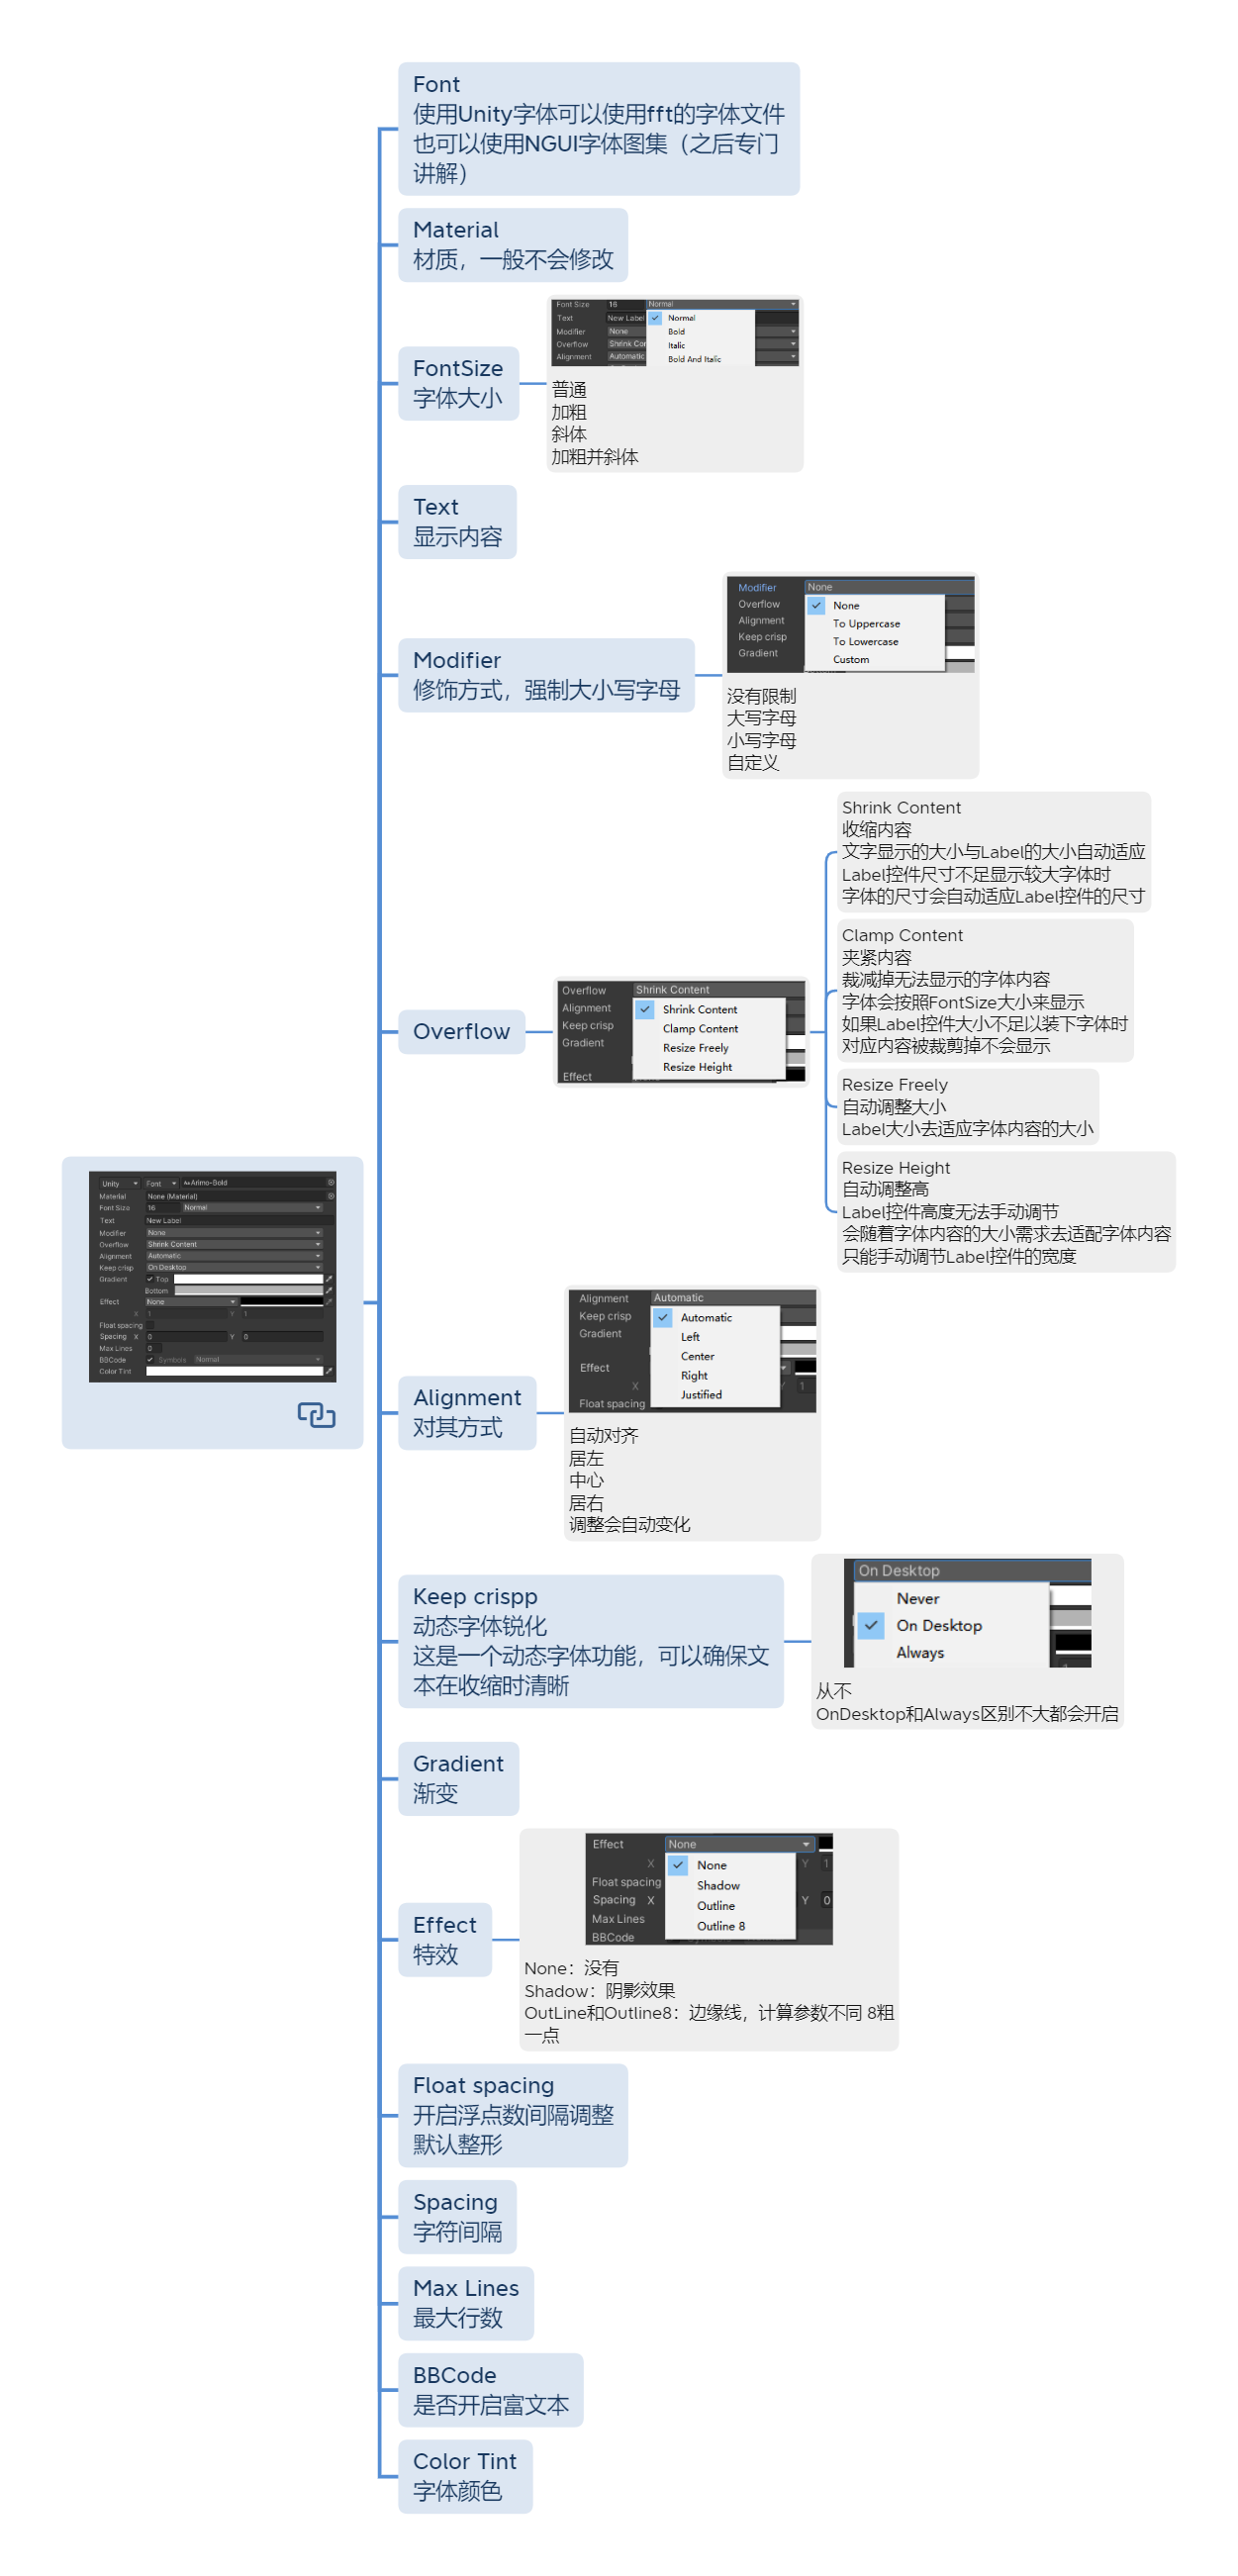 Font
使用Unity字体可以使用fft的字体文件
也可以使用NGUI字体图集（之后专门
讲解）
Material
材质，一般不会修改
FontSize
字体大小
Font Size 16 Normal
Text New Label
Modifier None
Overflow Shrink Cor
Alignment Automatic
Normal
Bold
Italic
Bold And Italic
普通
加粗
斜体
加粗并斜体
Text
显示内容
Modifier
修饰方式，强制大小写字母
Modifier None
Overflow
Alignment
Keep crisp
Gradient
None
To Uppercase
To Lowercase
Custom
没有限制
大写字母
小写字母
自定义
Overflow
Overflow Shrink Content
Alignment
Keep crisp
Gradient
Effect
Shrink Content
Clamp Content
Resize Freely
Resize Height
Shrink Content
收缩内容
文字显示的大小与Label的大小自动适应
Label控件尺寸不足显示较大字体时
字体的尺寸会自动适应Label控件的尺寸
Clamp Content
夹紧内容
裁减掉无法显示的字体内容
字体会按照FontSize大小来显示
如果Label控件大小不足以装下字体时
对应内容被裁剪掉不会显示
Resize Freely
自动调整大小
Label大小去适应字体内容的大小
Resize Height
自动调整高
Label控件高度无法手动调节
会随着字体内容的大小需求去适配字体内容
只能手动调节Label控件的宽度
Unity Font Arimo-Bold
Material None (Material)
Font Size 16 Normal
Text New Label
Modifier None
Overflow Shrink Content
Alignment Automatic
Keep crisp On Desktop
Gradient Top
Bottom
Effect None
X 1 Y 1
Float spacing
Spacing X 0 Y 0
Max Lines 0
BBCode Symbols Normal
Color Tint
Alignment
对其方式
Alignment Automatic
Keep crisp
Gradient
Effect
X Y 1
Float spacing
Automatic
Left
Center
Right
Justified
自动对齐
居左
中心
居右
调整会自动变化
Keep crispp
动态字体锐化
这是一个动态字体功能，可以确保文
本在收缩时清晰
On Desktop
Never
On Desktop
Always
从不
OnDesktop和Always区别不大都会开启
Gradient
渐变
Effect
特效
Effect None
X Y 1
Float spacing
Spacing X Y 0
Max Lines
BBCode
None
Shadow
Outline
Outline 8
None：没有
Shadow：阴影效果
OutLine和Outline8：边缘线，计算参数不同 8粗
一点
Float spacing
开启浮点数间隔调整
默认整形
Spacing
字符间隔
Max Lines
最大行数
BBCode
是否开启富文本
Color Tint
字体颜色